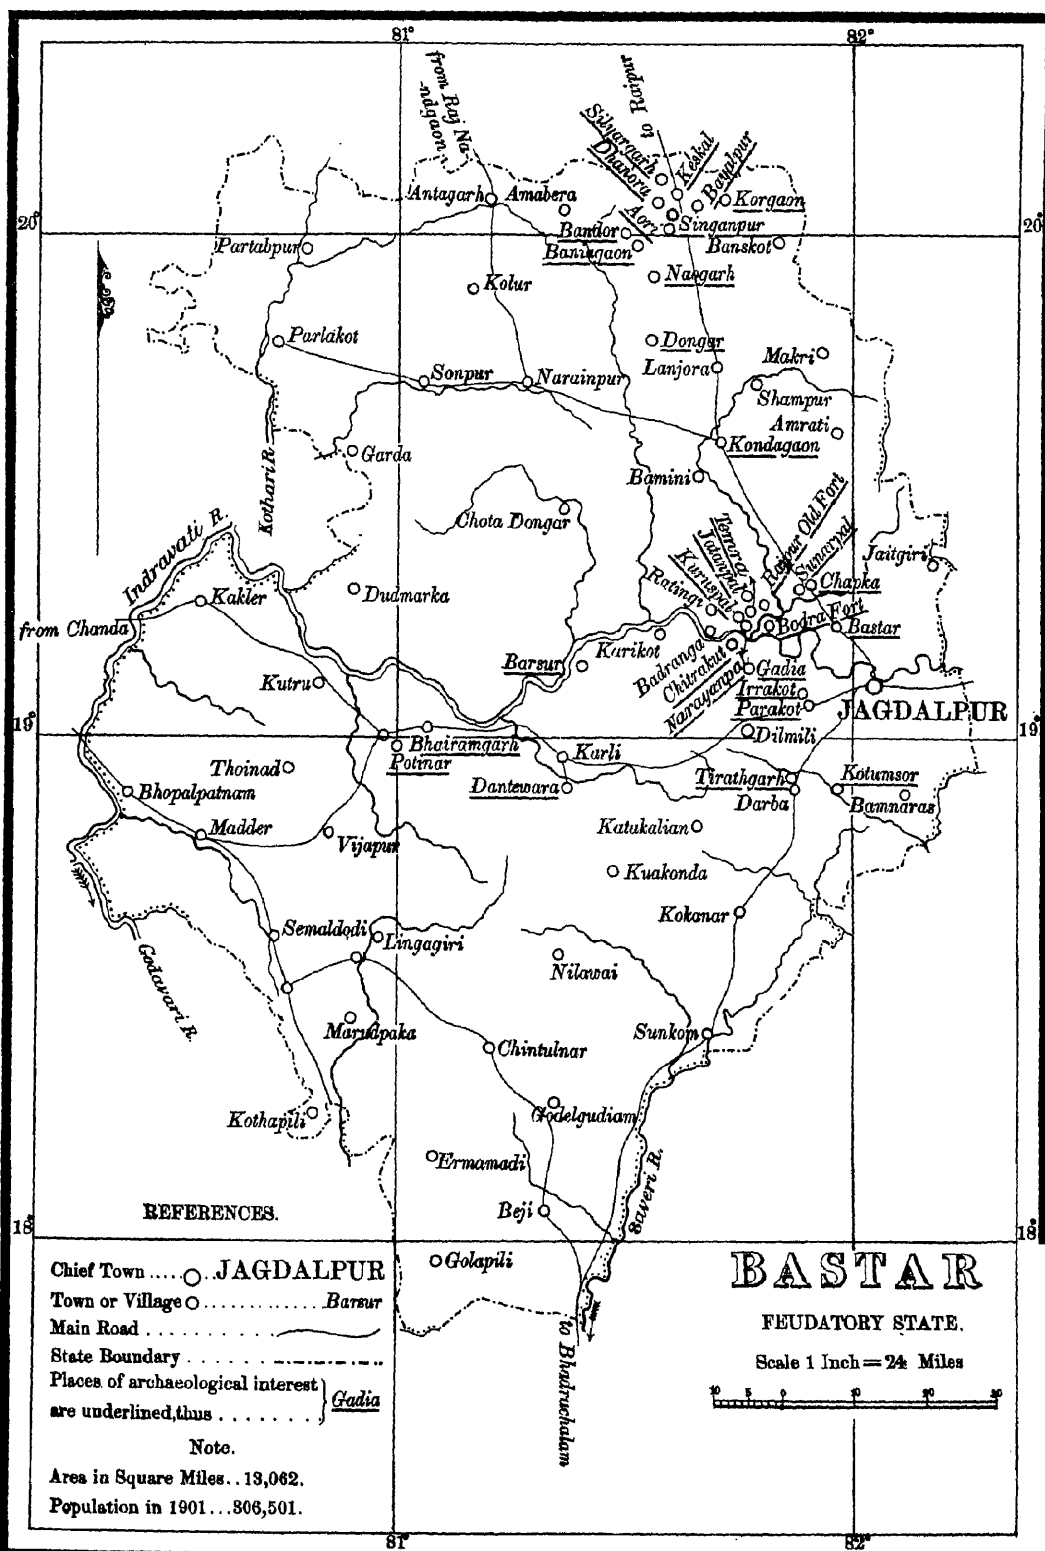 81°
82°
from Raj Na-
ndgaon
to Raipur
Silyargarh
Dhanora
Keskal
Bayalpur
Antagarh
Amabera
Korgaon
Aori
20°
20°
Singanpur
Bandor
Partabpur
Banskot
Naogarh
Kolur
Parlakot
Dongar
Makri
Lanjora
Sonpur
Narainpur
Shampur
Amrati
Kondagaon
Garda
Kothari R.
Bamini
Chota Dongar
Indravati R.
Temura
Jatanpal
Kuruspal
Ratingi
Rajpur Old Fort
Sunarpal
Jaitgiri
Chapka
Dudmarka
Kakler
from Chanda
Bodra Fort
Bastar
Karikot
Barsur
Badranga
Chitrakut
Narayanpal
Gadia
Kutru
Irrakot
Parakot
JAGDALPUR
19°
19°
Dilmili
Bhairamgarh
Potinar
Karli
Thoinad
Tirathgarh
Kotumsor
Bhopalpatnam
Dantewara
Darba
Bamnaras
Madder
Vijapur
Katakalian
Kuakonda
Kokanar
Semaldodi
Lingagiri
Godavari R.
Nilawai
Marudpaka
Sunkom
Chintulnar
Kothapili
Godelgudiam
Ermamadi
Saveri R.
Beji
18°
18°
Golapili
to Bhadrachalam
REFERENCES.
Chief Town ..... JAGDALPUR
Town or Village ............ Barsur
Main Road ...........
State Boundary .......
Places of archaeological interest
are underlined, thus ........ Gadia
Note.
Area in Square Miles.. 13,062.
Population in 1901...306,501.
BASTAR
FEUDATORY STATE.
Scale 1 Inch = 24 Miles
10 5 0 10 20 30
81°
82°